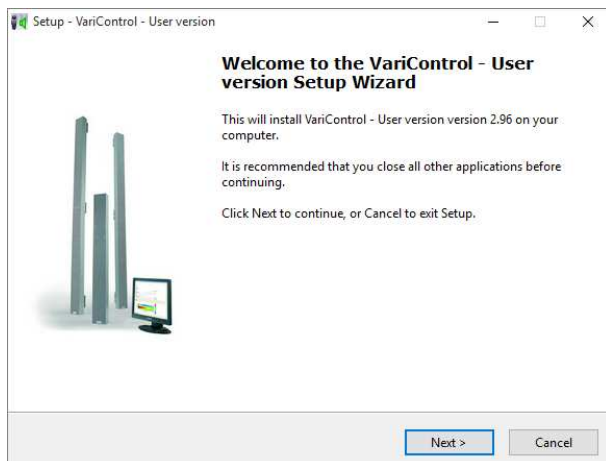 Setup - VariControl - User version
Welcome to the VariControl - User
version Setup Wizard
This will install VariControl - User version version 2.96 on your
computer.
It is recommended that you close all other applications before
continuing.
Click Next to continue, or Cancel to exit Setup.
Next >
Cancel